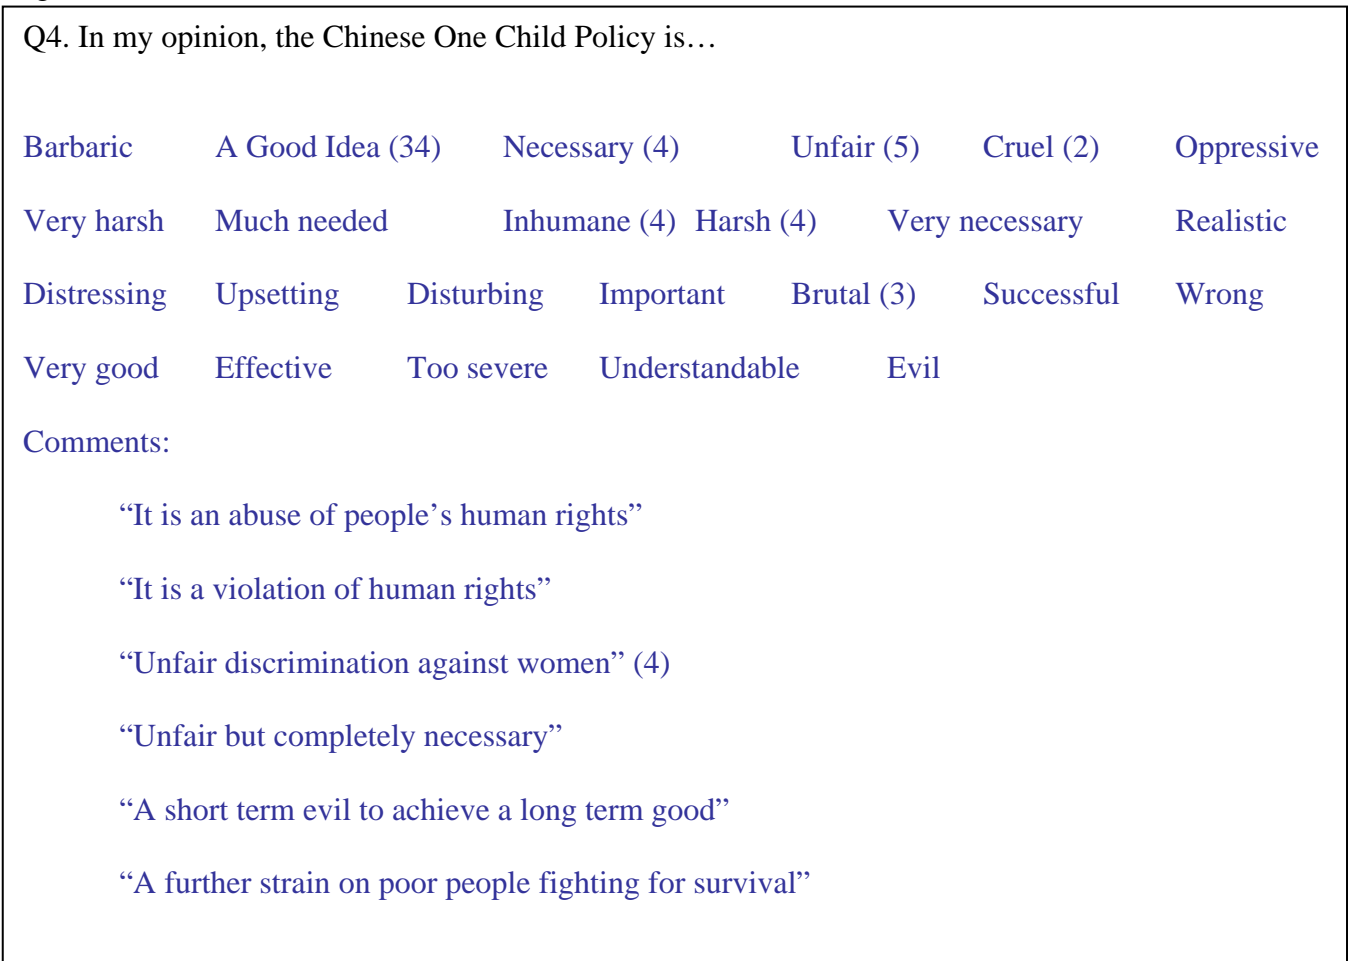 Q4. In my opinion, the Chinese One Child Policy is…
Barbaric A Good Idea (34) Necessary (4) Unfair (5) Cruel (2) Oppressive
Very harsh Much needed Inhumane (4) Harsh (4) Very necessary Realistic
Distressing Upsetting Disturbing Important Brutal (3) Successful Wrong
Very good Effective Too severe Understandable Evil
Comments:
“It is an abuse of people’s human rights”
“It is a violation of human rights”
“Unfair discrimination against women” (4)
“Unfair but completely necessary”
“A short term evil to achieve a long term good”
“A further strain on poor people fighting for survival”